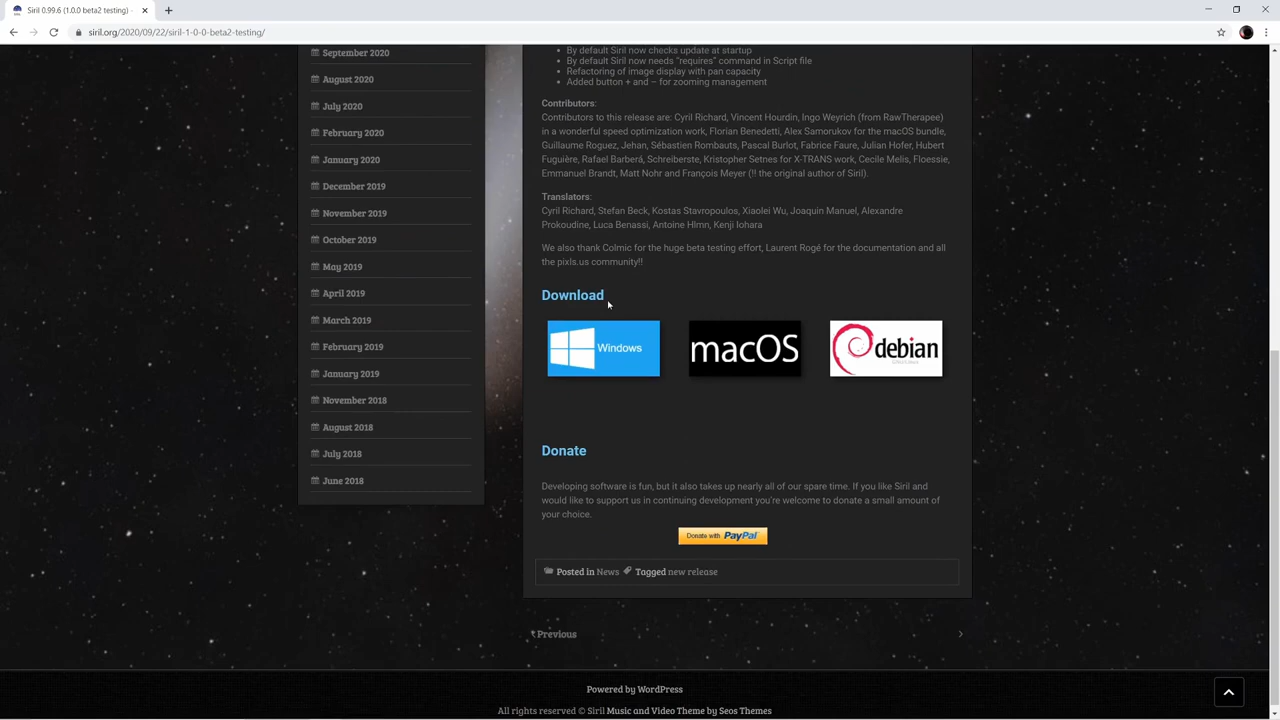 Siril 0.99.6 (1.0.0 beta2-testing) -
siril.org/2020/09/22/siril-1-0-0-beta2-testing/
September 2020
August 2020
July 2020
February 2020
January 2020
December 2019
November 2019
October 2019
May 2019
April 2019
March 2019
February 2019
January 2019
November 2018
August 2018
July 2018
June 2018
By default Siril now checks update at startup
By default Siril now needs “requires” command in Script file
Refactoring of image display with pan capacity
Added button + and – for zooming management
Contributors:
Contributors to this release are: Cyril Richard, Vincent Hourdin, Ingo Weyrich (from RawTherapee)
in a wonderful speed optimization work, Florian Benedetti, Alex Samorukov for the macOS bundle,
Guillaume Roguez, Jehan, Sébastien Rombauts, Pascal Burlot, Fabrice Faure, Julian Hofer, Hubert
Fuguière, Rafael Barberá, Schreiberste, Kristopher Setnes for X-TRANS work, Cecile Melis, Floessie,
Emmanuel Brandt, Matt Nohr and François Meyer (!! the original author of Siril).
Translators:
Cyril Richard, Stefan Beck, Kostas Stavropoulos, Xiaolei Wu, Joaquin Manuel, Alexandre
Prokoudine, Luca Benassi, Antoine Hlmn, Kenji Iohara
We also thank Colmic for the huge beta testing effort, Laurent Rogé for the documentation and all
the pixls.us community!!
Download
Windows
macOS
debian
Donate
Developing software is fun, but it also takes up nearly all of our spare time. If you like Siril and
would like to support us in continuing development you’re welcome to donate a small amount of
your choice.
Donate with PayPal
Posted in News Tagged new release
Previous
Powered by WordPress
All rights reserved © Siril Music and Video Theme by Seos Themes